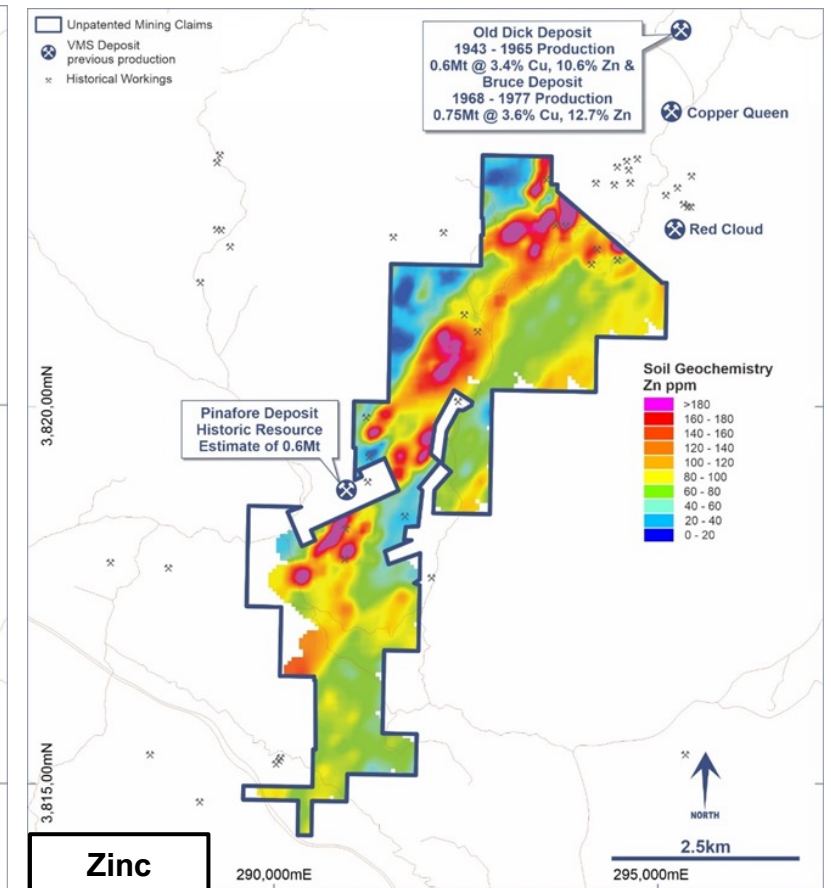 Unpatented Mining Claims
VMS Deposit
previous production
Historical Workings
Old Dick Deposit
1943 - 1965 Production
0.6Mt @ 3.4% Cu, 10.6% Zn &
Bruce Deposit
1968 - 1977 Production
0.75Mt @ 3.6% Cu, 12.7% Zn
Copper Queen
Red Cloud
Soil Geochemistry
Zn ppm
>180
160 - 180
140 - 160
120 - 140
100 - 120
80 - 100
60 - 80
40 - 60
20 - 40
0 - 20
3,820,00mN
Pinafore Deposit
Historic Resource
Estimate of 0.6Mt
3,815,00mN
NORTH
2.5km
Zinc
290,000mE
295,000mE